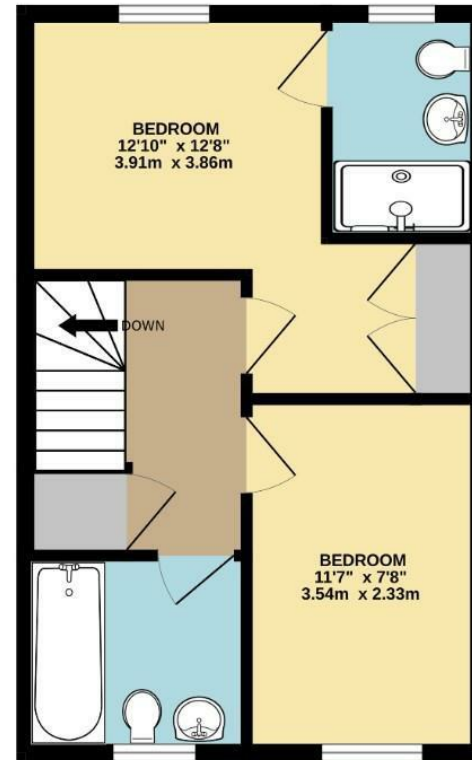 BEDROOM
12'10" x 12'8"
3.91m x 3.86m
DOWN
BEDROOM
11'7" x 7'8"
3.54m x 2.33m